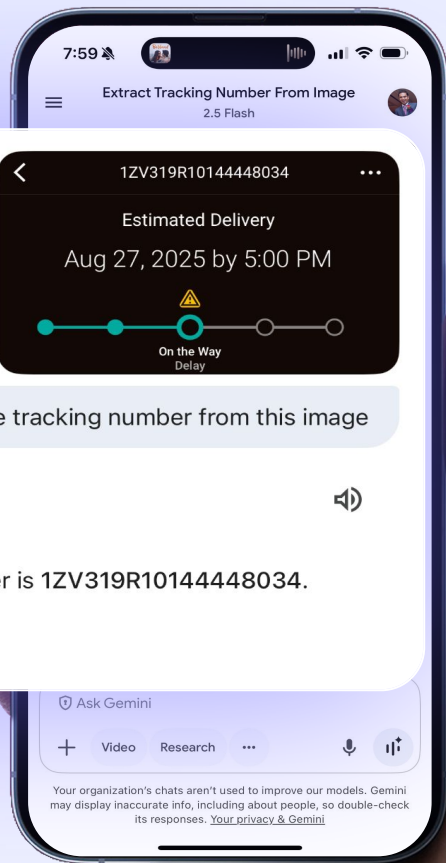 7:59
Extract Tracking Number From Image
2.5 Flash
1ZV319R10144448034
Estimated Delivery
Aug 27, 2025 by 5:00 PM
On the Way
Delay
tracking number from this image
is 1ZV319R10144448034.
Ask Gemini
Video Research
Your organization's chats aren't used to improve our models. Gemini
may display inaccurate info, including about people, so double-check
its responses. Your privacy & Gemini